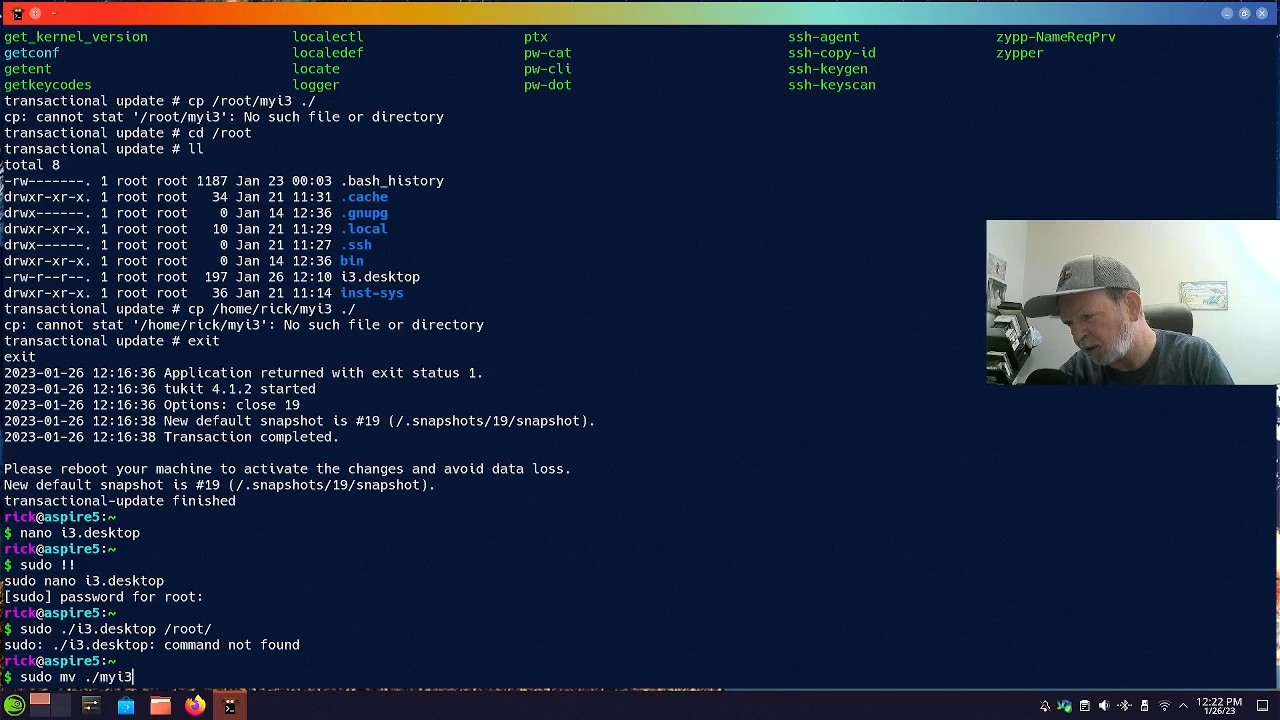 get_kernel_version localectl ptx ssh-agent zypp-NameReqPrv
getconf localedef pw-cat ssh-copy-id zypper
getent locate pw-cli ssh-keygen
getkeycodes logger pw-dot ssh-keyscan
transactional update # cp /root/myi3 ./
cp: cannot stat '/root/myi3': No such file or directory
transactional update # cd /root
transactional update # ll
total 8
-rw-------. 1 root root 1187 Jan 23 00:03 .bash_history
drwxr-xr-x. 1 root root   34 Jan 21 11:31 .cache
drwx------. 1 root root    0 Jan 14 12:36 .gnupg
drwxr-xr-x. 1 root root   10 Jan 21 11:29 .local
drwx------. 1 root root    0 Jan 21 11:27 .ssh
drwxr-xr-x. 1 root root    0 Jan 14 12:36 bin
-rw-r--r--. 1 root root  197 Jan 26 12:10 i3.desktop
drwxr-xr-x. 1 root root   36 Jan 21 11:14 inst-sys
transactional update # cp /home/rick/myi3 ./
cp: cannot stat '/home/rick/myi3': No such file or directory
transactional update # exit
exit
2023-01-26 12:16:36 Application returned with exit status 1.
2023-01-26 12:16:36 tukit 4.1.2 started
2023-01-26 12:16:36 Options: close 19
2023-01-26 12:16:38 New default snapshot is #19 (/.snapshots/19/snapshot).
2023-01-26 12:16:38 Transaction completed.
Please reboot your machine to activate the changes and avoid data loss.
New default snapshot is #19 (/.snapshots/19/snapshot).
transactional-update finished
rick@aspire5:~
$ nano i3.desktop
rick@aspire5:~
$ sudo !!
sudo nano i3.desktop
[sudo] password for root:
rick@aspire5:~
$ sudo ./i3.desktop /root/
sudo: ./i3.desktop: command not found
rick@aspire5:~
$ sudo mv ./myi3
12:22 PM
1/26/23